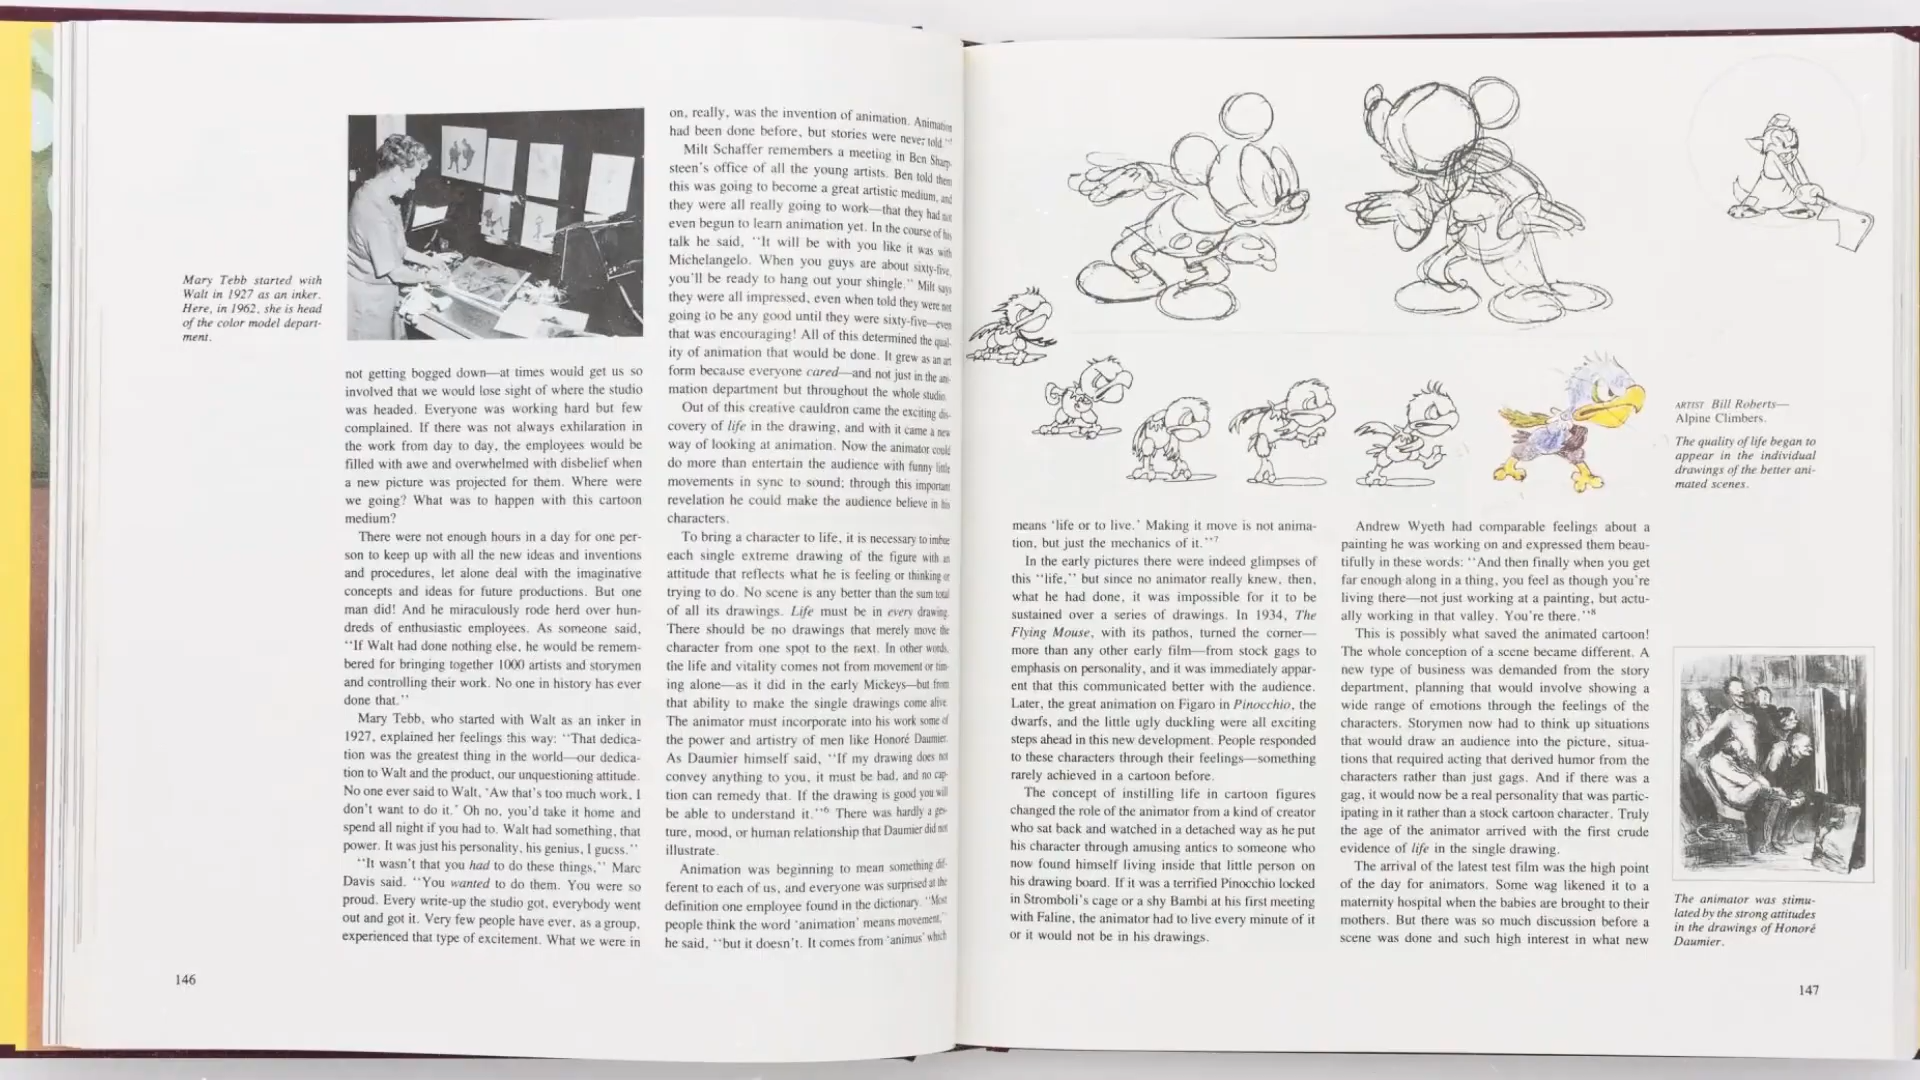 Mary Tebb started with
Walt in 1927 as an inker.
Here, in 1962, she is head
of the color model depart-
ment.
not getting bogged down—at times would get us so
involved that we would lose sight of where the studio
was headed. Everyone was working hard but few
complained. If there was not always exhilaration in
the work from day to day, the employees would be
filled with awe and overwhelmed with disbelief when
a new picture was projected for them. Where were
we going? What was to happen with this cartoon
medium?
There were not enough hours in a day for one per-
son to keep up with all the new ideas and inventions
and procedures, let alone deal with the imaginative
concepts and ideas for future productions. But one
man did! And he miraculously rode herd over hun-
dreds of enthusiastic employees. As someone said,
“If Walt had done nothing else, he would be remem-
bered for bringing together 1000 artists and storymen
and controlling their work. No one in history has ever
done that.”
Mary Tebb, who started with Walt as an inker in
1927, explained her feelings this way: “That dedica-
tion was the greatest thing in the world—our dedica-
tion to Walt and the product, our unquestioning attitude.
No one ever said to Walt, ‘Aw that’s too much work, I
don’t want to do it.’ Oh no, you’d take it home and
spend all night if you had to. Walt had something, that
power. It was just his personality, his genius, I guess.”
“It wasn’t that you had to do these things,” Marc
Davis said. “You wanted to do them. You were so
proud. Every write-up the studio got, everybody went
out and got it. Very few people have ever, as a group,
experienced that type of excitement. What we were in
on, really, was the invention of animation. Animation
had been done before, but stories were never told.”
Milt Schaffer remembers a meeting in Ben Sharp-
steen’s office of all the young artists. Ben told them
this was going to become a great artistic medium, and
they were all really going to work—that they had not
even begun to learn animation yet. In the course of his
talk he said, “It will be with you like it was with
Michelangelo. When you guys are about sixty-five,
you’ll be ready to hang out your shingle.” Milt says
they were all impressed, even when told they were not
going to be any good until they were sixty-five—even
that was encouraging! All of this determined the qual-
ity of animation that would be done. It grew as an art
form because everyone cared—and not just in the ani-
mation department but throughout the whole studio.
Out of this creative cauldron came the exciting dis-
covery of life in the drawing, and with it came a new
way of looking at animation. Now the animator could
do more than entertain the audience with funny little
movements in sync to sound; through this important
revelation he could make the audience believe in his
characters.
To bring a character to life, it is necessary to imbue
each single extreme drawing of the figure with an
attitude that reflects what he is feeling or thinking or
trying to do. No scene is any better than the sum total
of all its drawings. Life must be in every drawing.
There should be no drawings that merely move the
character from one spot to the next. In other words,
the life and vitality comes not from movement or tim-
ing alone—as it did in the early Mickeys—but from
that ability to make the single drawings come alive.
The animator must incorporate into his work some of
the power and artistry of men like Honoré Daumier.
As Daumier himself said, “If my drawing does not
convey anything to you, it must be bad, and no cap-
tion can remedy that. If the drawing is good you will
be able to understand it.”⁶ There was hardly a ges-
ture, mood, or human relationship that Daumier did not
illustrate.
Animation was beginning to mean something dif-
ferent to each of us, and everyone was surprised at the
definition one employee found in the dictionary. “Most
people think the word ‘animation’ means movement,”
he said, “but it doesn’t. It comes from ‘animus’ which
146
ARTIST Bill Roberts—
Alpine Climbers.
The quality of life began to
appear in the individual
drawings of the better ani-
mated scenes.
means ‘life or to live.’ Making it move is not anima-
tion, but just the mechanics of it.”⁷
In the early pictures there were indeed glimpses of
this “life,” but since no animator really knew, then,
what he had done, it was impossible for it to be
sustained over a series of drawings. In 1934, The
Flying Mouse, with its pathos, turned the corner—
more than any other early film—from stock gags to
emphasis on personality, and it was immediately appar-
ent that this communicated better with the audience.
Later, the great animation on Figaro in Pinocchio, the
dwarfs, and the little ugly duckling were all exciting
steps ahead in this new development. People responded
to these characters through their feelings—something
rarely achieved in a cartoon before.
The concept of instilling life in cartoon figures
changed the role of the animator from a kind of creator
who sat back and watched in a detached way as he put
his character through amusing antics to someone who
now found himself living inside that little person on
his drawing board. If it was a terrified Pinocchio locked
in Stromboli’s cage or a shy Bambi at his first meeting
with Faline, the animator had to live every minute of it
or it would not be in his drawings.
Andrew Wyeth had comparable feelings about a
painting he was working on and expressed them beau-
tifully in these words: “And then finally when you get
far enough along in a thing, you feel as though you’re
living there—not just working at a painting, but actu-
ally working in that valley. You’re there.”⁸
This is possibly what saved the animated cartoon!
The whole conception of a scene became different. A
new type of business was demanded from the story
department, planning that would involve showing a
wide range of emotions through the feelings of the
characters. Storymen now had to think up situations
that would draw an audience into the picture, situa-
tions that required acting that derived humor from the
characters rather than just gags. And if there was a
gag, it would now be a real personality that was partic-
ipating in it rather than a stock cartoon character. Truly
the age of the animator arrived with the first crude
evidence of life in the single drawing.
The arrival of the latest test film was the high point
of the day for animators. Some wag likened it to a
maternity hospital when the babies are brought to their
mothers. But there was so much discussion before a
scene was done and such high interest in what new
The animator was stimu-
lated by the strong attitudes
in the drawings of Honoré
Daumier.
147